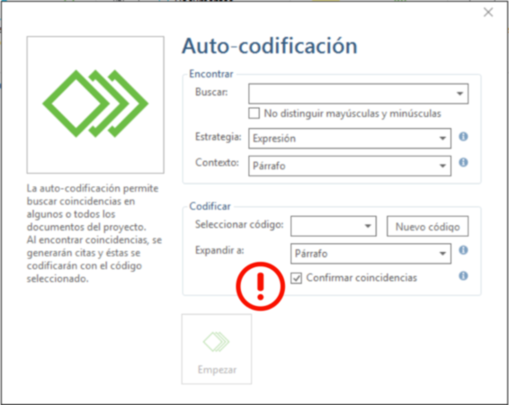 Auto-codificación
Encontrar
Buscar:
No distinguir mayúsculas y minúsculas
Estrategia: Expresión
Contexto: Párrafo
La auto-codificación permite
buscar coincidencias en
algunos o todos los
documentos del proyecto.
Al encontrar coincidencias, se
generarán citas y éstas se
codificarán con el código
seleccionado.
Codificar
Seleccionar código: Nuevo código
Expandir a: Párrafo
Confirmar coincidencias
Empezar